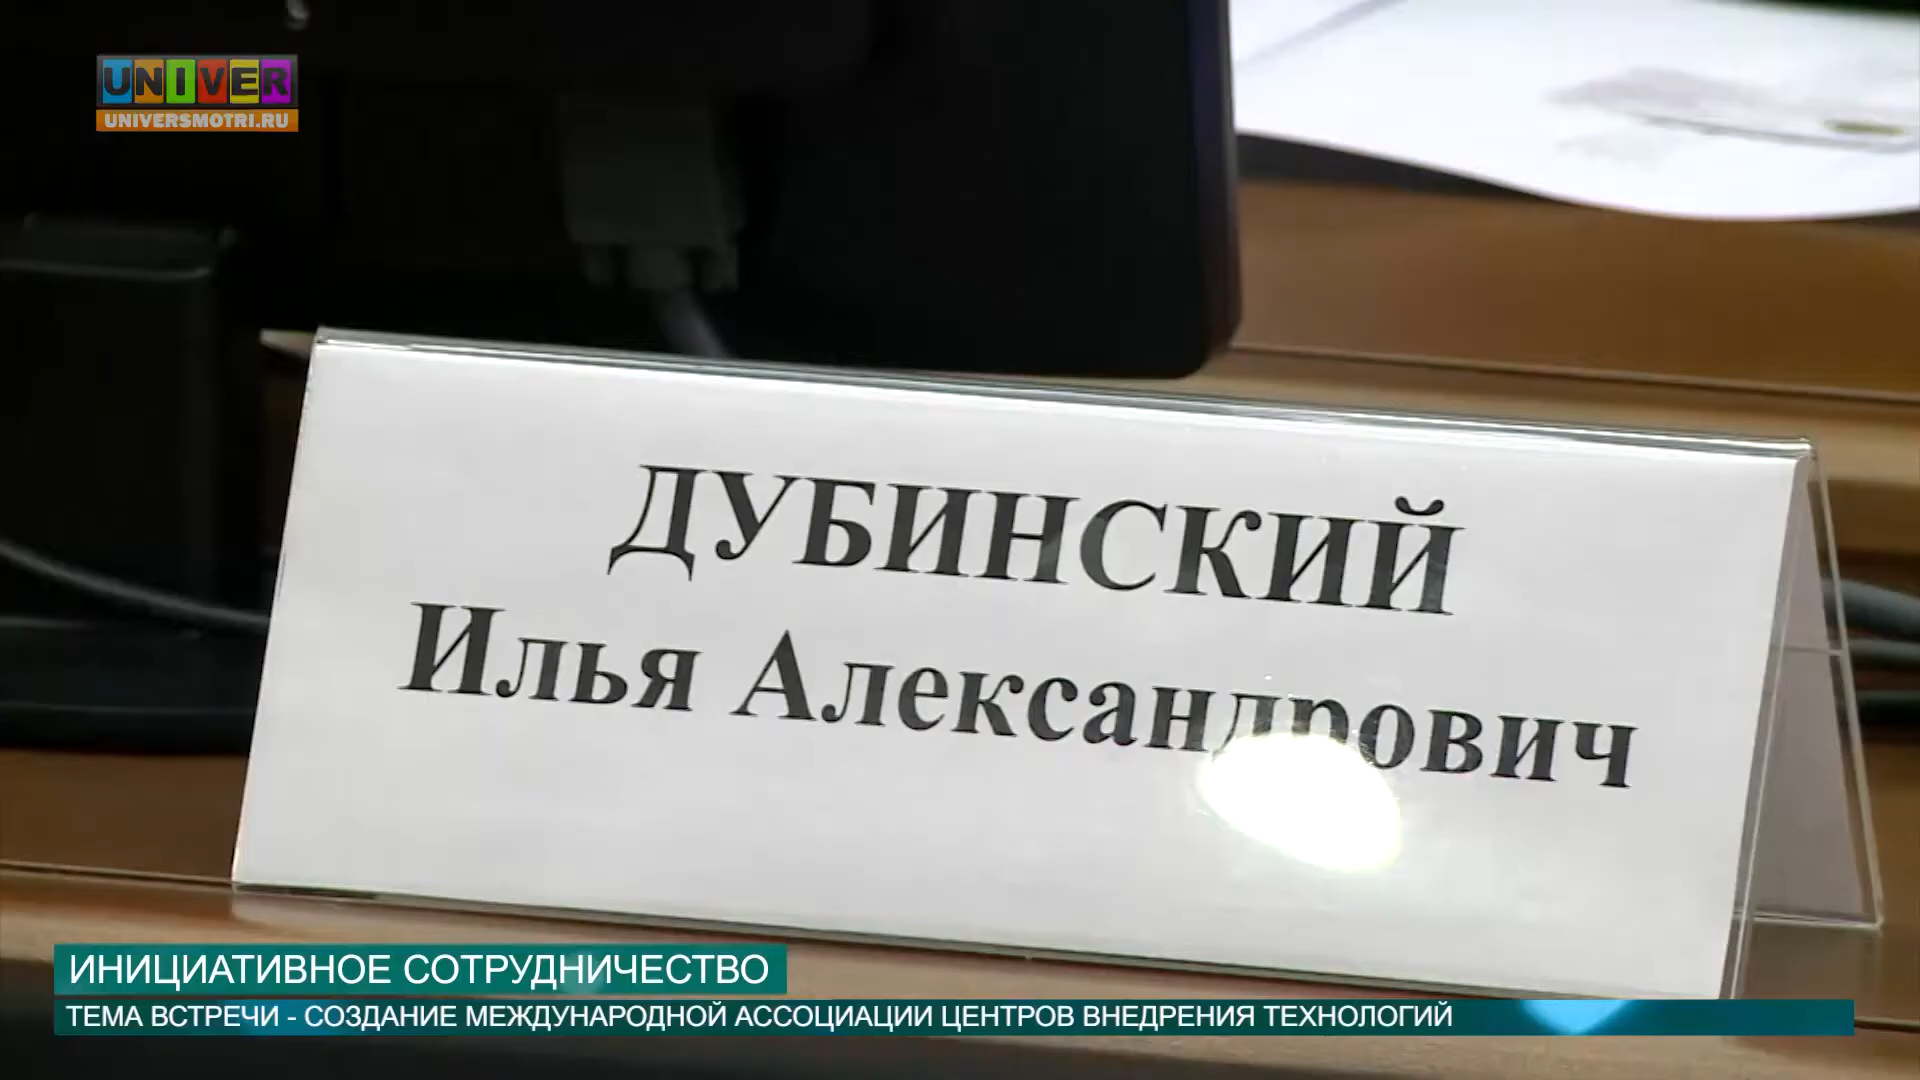 UNIVER
UNIVERSMOTRI.RU
ДУБИНСКИЙ
Илья Александрович
ИНИЦИАТИВНОЕ СОТРУДНИЧЕСТВО
ТЕМА ВСТРЕЧИ - СОЗДАНИЕ МЕЖДУНАРОДНОЙ АССОЦИАЦИИ ЦЕНТРОВ ВНЕДРЕНИЯ ТЕХНОЛОГИЙ